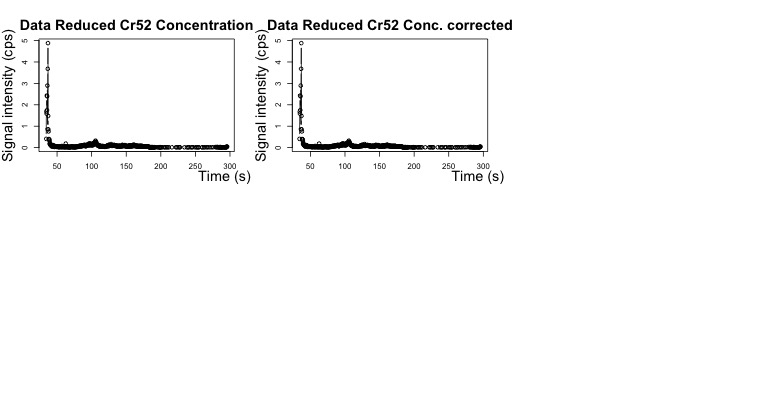 Data Reduced Cr52 Concentration
Signal intensity (cps)
5
4
3
2
1
0
50 100 150 200 250 300
Time (s)
Data Reduced Cr52 Conc. corrected
Signal intensity (cps)
5
4
3
2
1
0
50 100 150 200 250 300
Time (s)